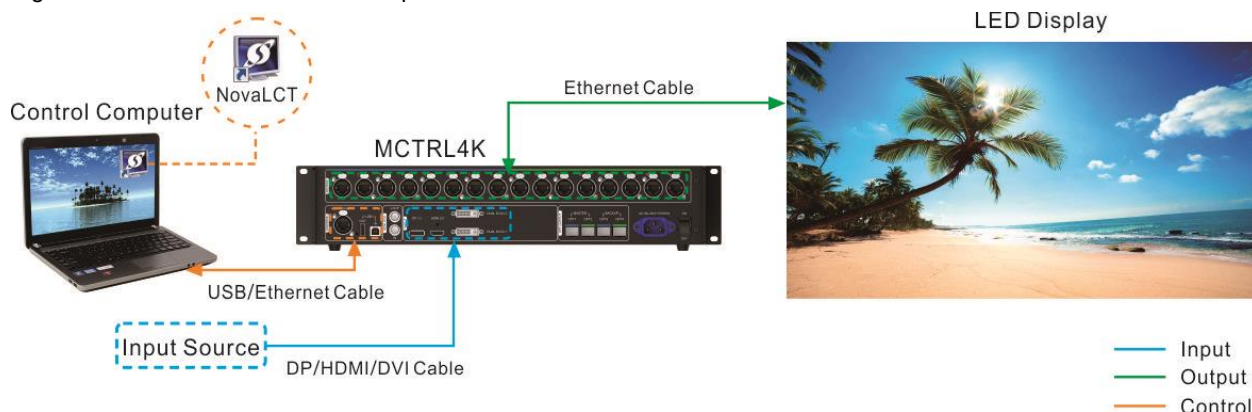 LED Display
Ethernet Cable
NovaLCT
Control Computer
MCTRL4K
USB/Ethernet Cable
Input Source
DP/HDMI/DVI Cable
Input
Output
Control